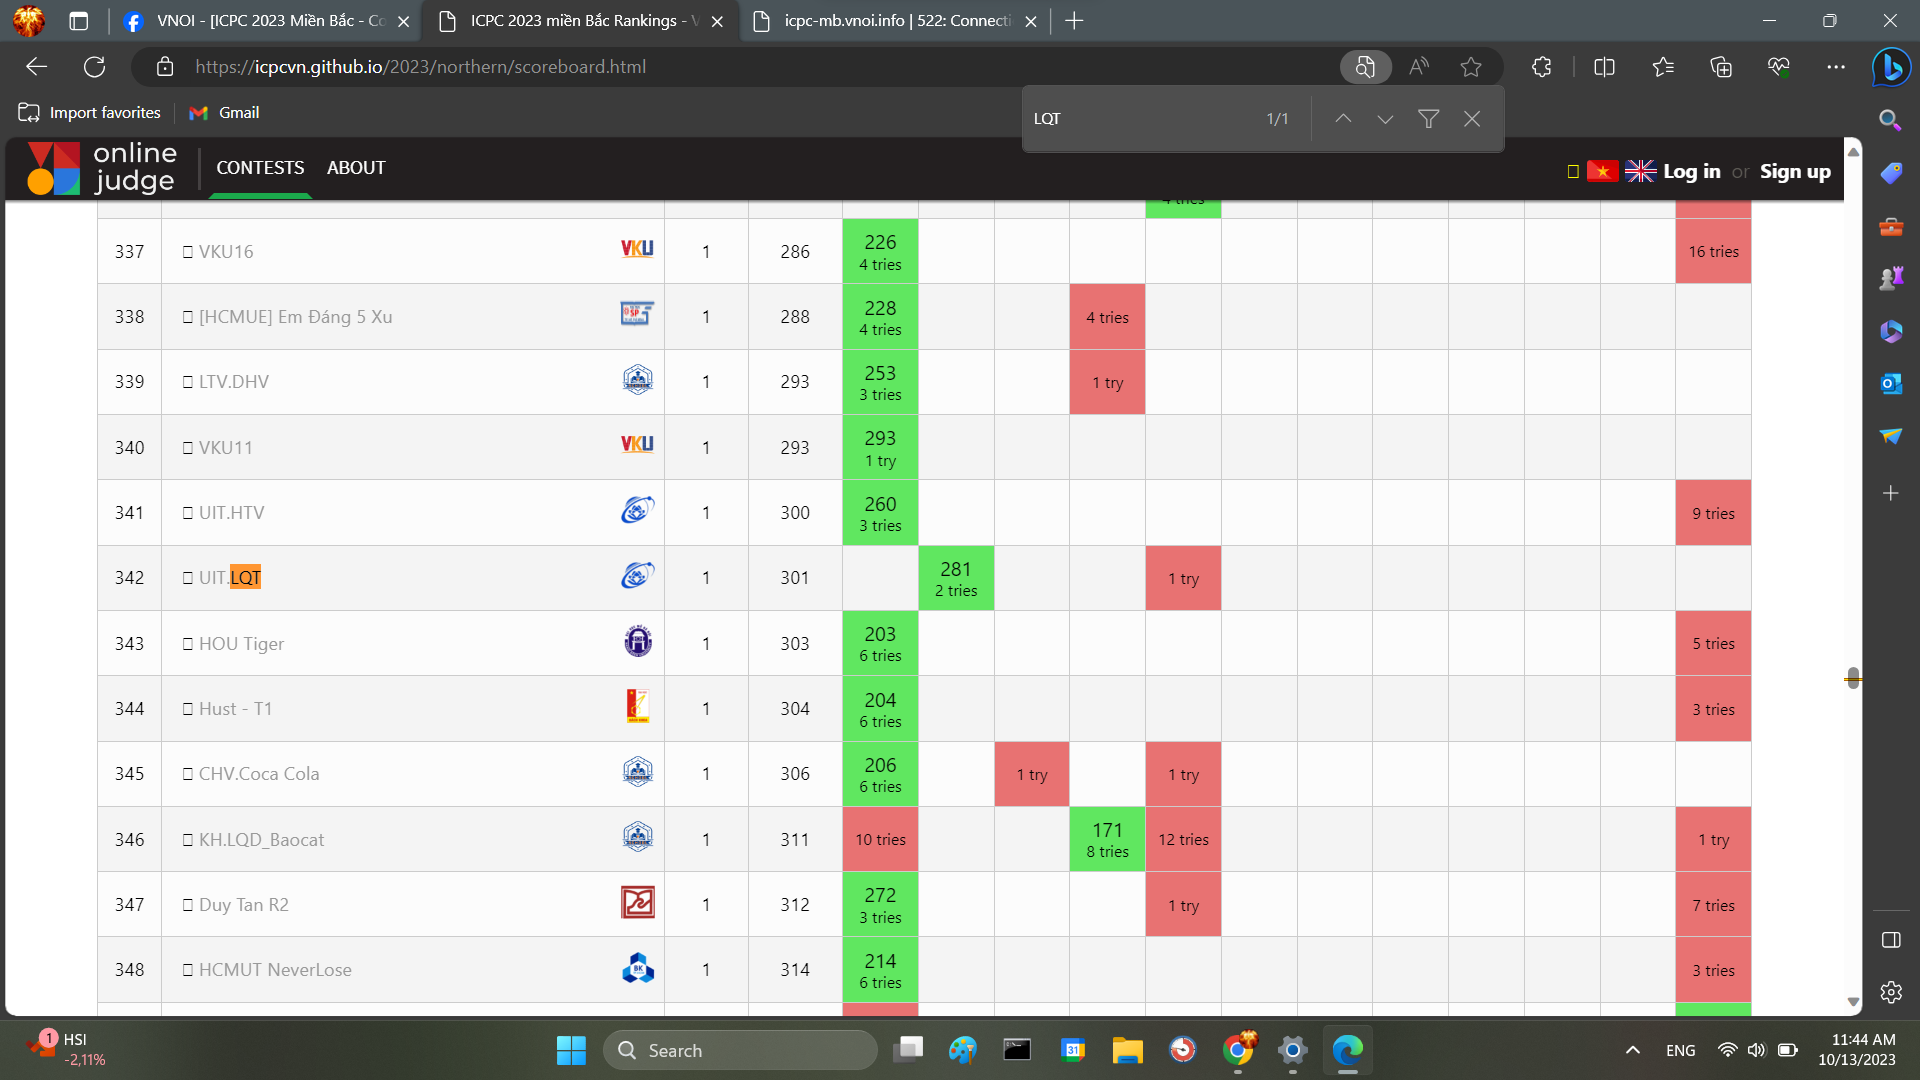 VNOI - [ICPC 2023 Miền Bắc - Co
ICPC 2023 miền Bắc Rankings - V
icpc-mb.vnoi.info | 522: Connecti
https://icpcvn.github.io/2023/northern/scoreboard.html
Import favorites
Gmail
LQT 1/1
online judge
CONTESTS ABOUT
Log in or Sign up
4 tries
337 VKU16 VKU 1 286 226 4 tries 16 tries
338 [HCMUE] Em Đáng 5 Xu SP 1 288 228 4 tries 4 tries
339 LTV.DHV 1 293 253 3 tries 1 try
340 VKU11 VKU 1 293 293 1 try
341 UIT.HTV 1 300 260 3 tries 9 tries
342 UIT.LQT 1 301 281 2 tries 1 try
343 HOU Tiger 1 303 203 6 tries 5 tries
344 Hust - T1 1 304 204 6 tries 3 tries
345 CHV.Coca Cola 1 306 206 6 tries 1 try 1 try
346 KH.LQD_Baocat 1 311 10 tries 171 8 tries 12 tries 1 try
347 Duy Tan R2 1 312 272 3 tries 1 try 7 tries
348 HCMUT NeverLose BK 1 314 214 6 tries 3 tries
1 HSI
-2,11%
Search
31
ENG
11:44 AM
10/13/2023